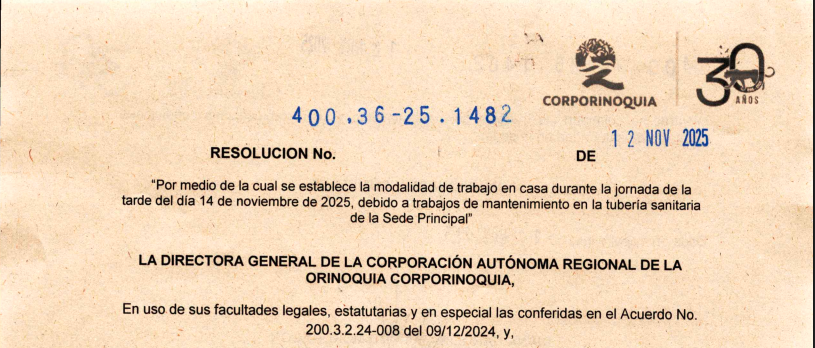 CORPORINOQUIA
30
AÑOS
400.36-25.1482
RESOLUCION No.
DE
12 NOV 2025
“Por medio de la cual se establece la modalidad de trabajo en casa durante la jornada de la
tarde del día 14 de noviembre de 2025, debido a trabajos de mantenimiento en la tubería sanitaria
de la Sede Principal”
LA DIRECTORA GENERAL DE LA CORPORACIÓN AUTÓNOMA REGIONAL DE LA
ORINOQUIA CORPORINOQUIA,
En uso de sus facultades legales, estatutarias y en especial las conferidas en el Acuerdo No.
200.3.2.24-008 del 09/12/2024, y,